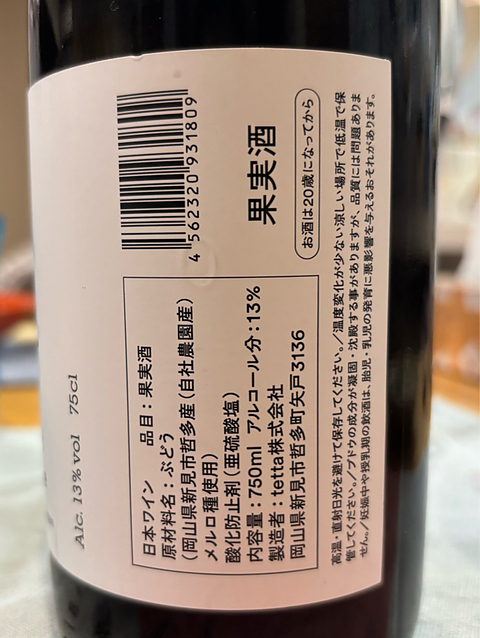 Alc. 13% vol 75cl
日本ワイン 品目：果実酒
原材料名：ぶどう
（岡山県新見市哲多産（自社農園産）
メルロ種使用）
酸化防止剤（亜硫酸塩）
内容量：750ml アルコール分：13%
製造者：tetta株式会社
岡山県新見市哲多町矢戸3136
4 562320 931809
果実酒
お酒は20歳になってから
高温・直射日光を避けて保存してください。／温度変化が少ない涼しい場所で低温で保
管してください。／ブドウの成分が凝固・沈殿する事がありますが、品質には問題ありま
せん。／妊娠中や授乳期の飲酒は、胎児・乳児の発育に悪影響を与えるおそれがあります。